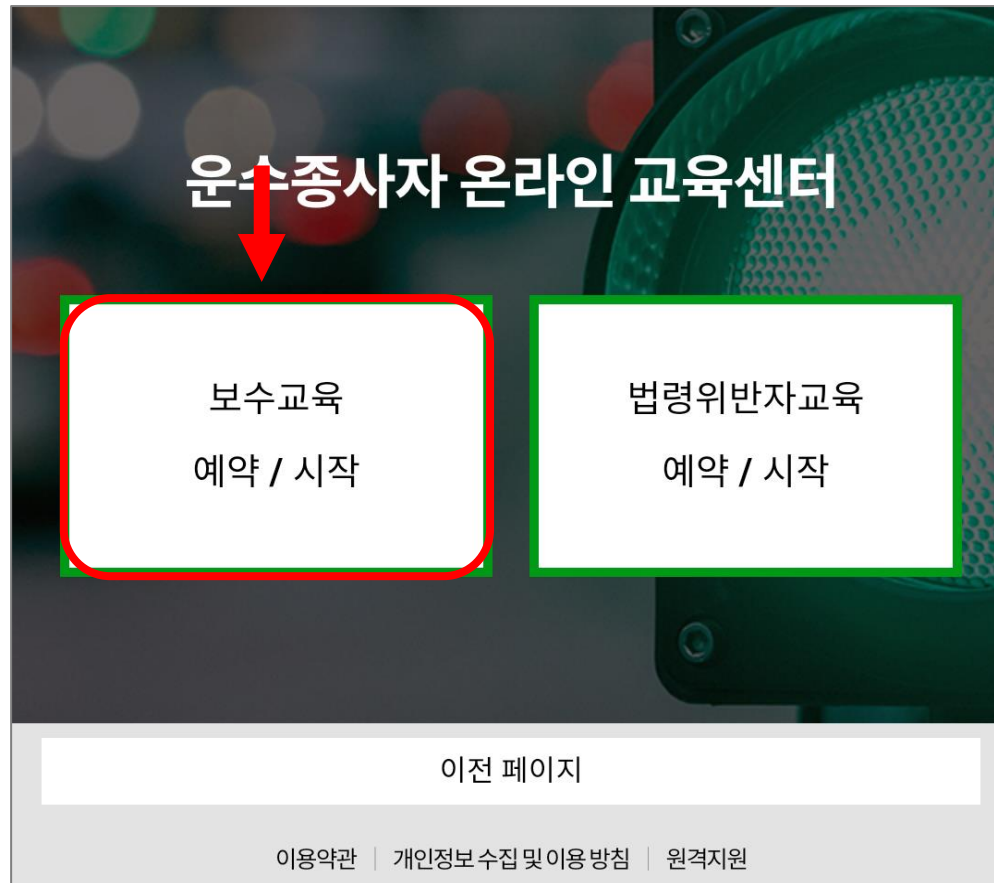 운수종사자 온라인 교육센터
보수교육
예약 / 시작
법령위반자교육
예약 / 시작
이전 페이지
이용약관 | 개인정보 수집 및 이용 방침 | 원격지원